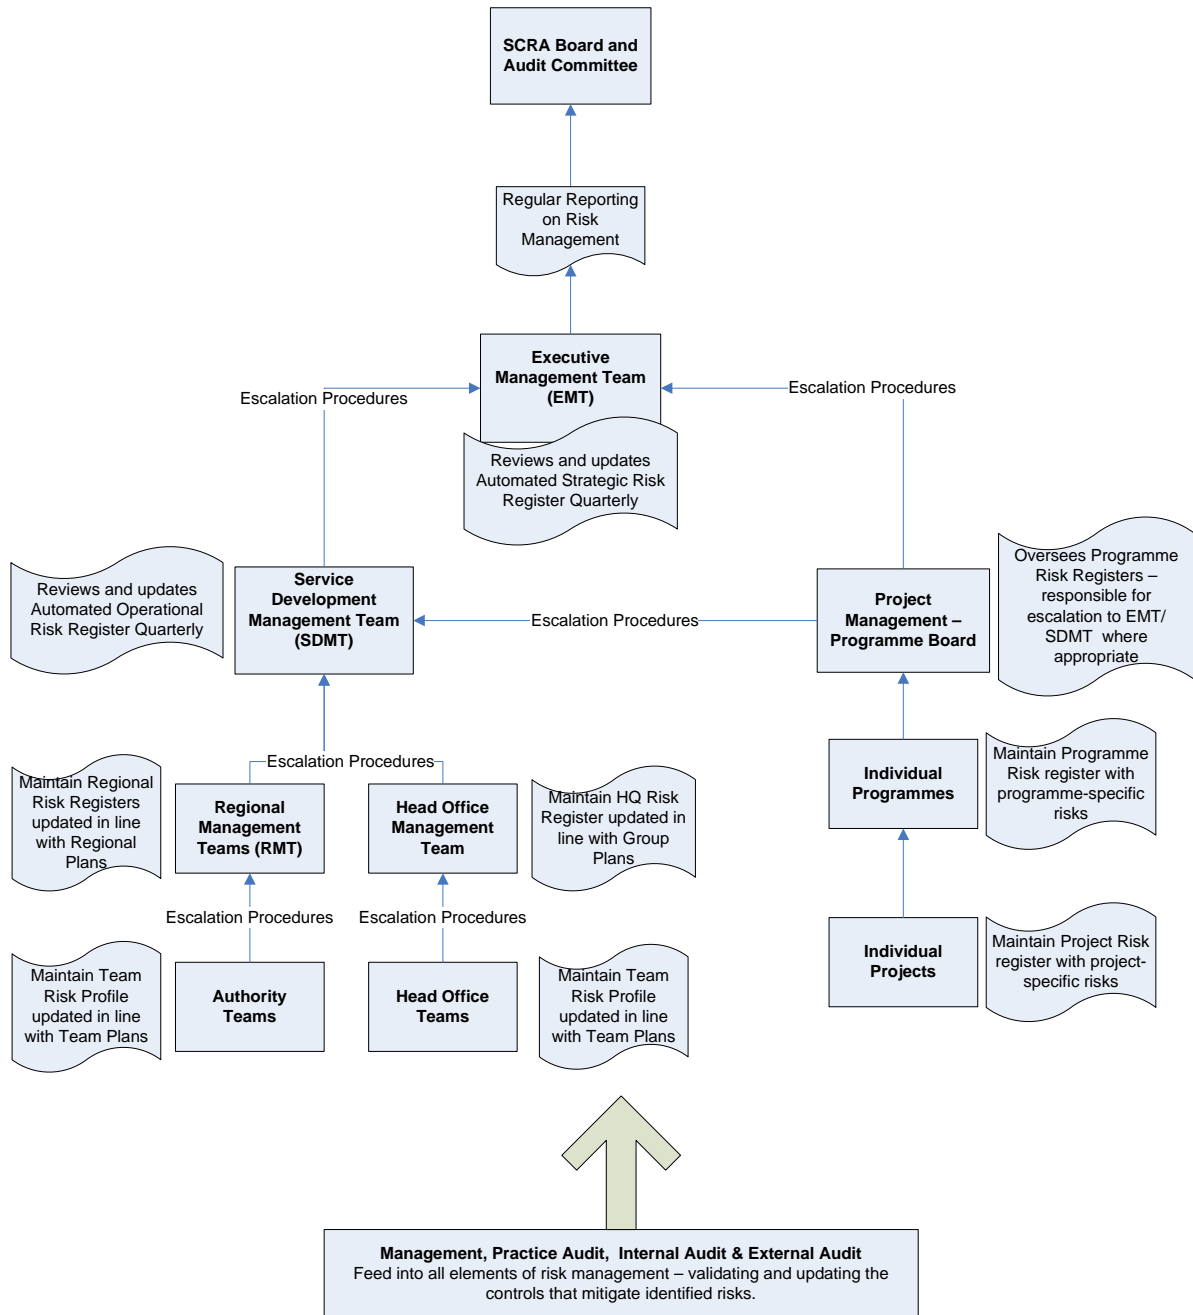 SCRA Board and
Audit Committee
Regular Reporting
on Risk
Management
Executive
Management Team
(EMT)
Escalation Procedures
Escalation Procedures
Reviews and updates
Automated Strategic Risk
Register Quarterly
Reviews and updates
Automated Operational
Risk Register Quarterly
Service
Development
Management Team
(SDMT)
Escalation Procedures
Project
Management –
Programme Board
Oversees Programme
Risk Registers –
responsible for
escalation to EMT/
SDMT where
appropriate
Escalation Procedures
Maintain Regional
Risk Registers
updated in line
with Regional
Plans
Regional
Management
Teams (RMT)
Head Office
Management
Team
Maintain HQ Risk
Register updated in
line with Group
Plans
Individual
Programmes
Maintain Programme
Risk register with
programme-specific
risks
Escalation Procedures
Escalation Procedures
Maintain Team
Risk Profile
updated in line
with Team Plans
Authority
Teams
Head Office
Teams
Maintain Team
Risk Profile
updated in line
with Team Plans
Individual
Projects
Maintain Project Risk
register with project-
specific risks
Management, Practice Audit, Internal Audit & External Audit
Feed into all elements of risk management – validating and updating the
controls that mitigate identified risks.